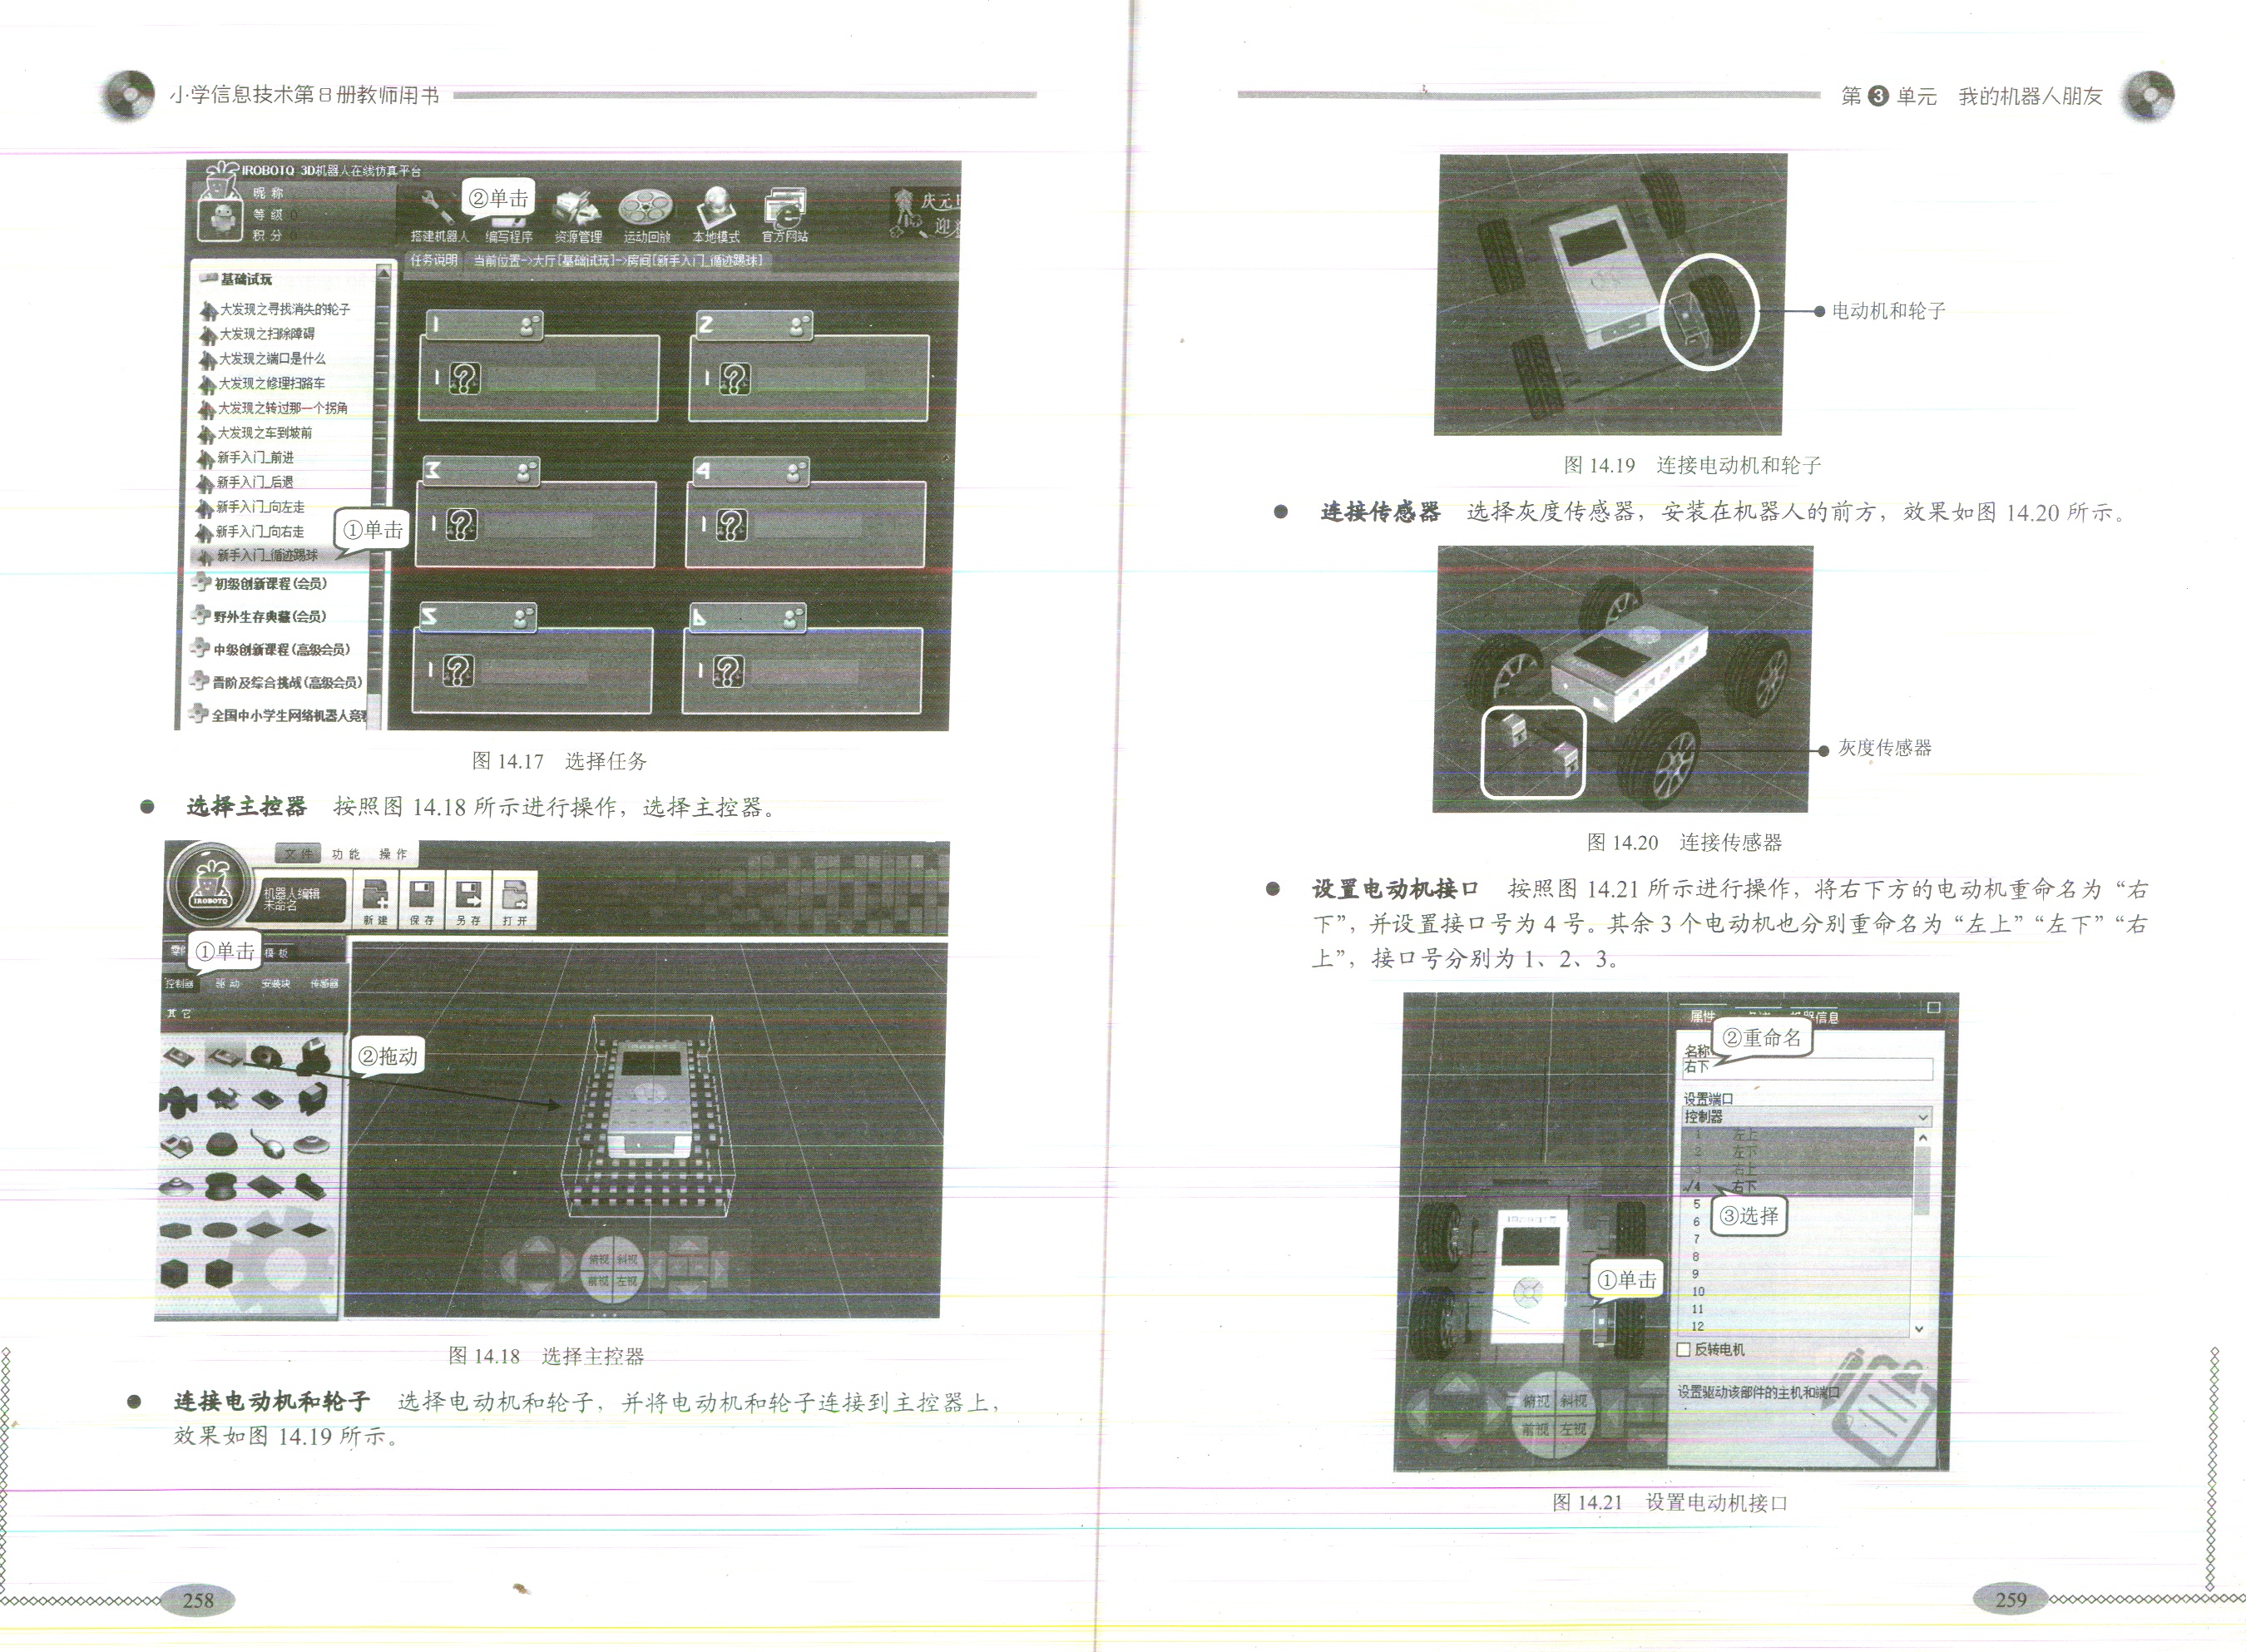 小学信息技术第8册教师用书
IROBOTQ 3D机器人在线仿真平台
昵称
等级
积分
②单击
搭建机器人 编写程序 资源管理 运动回放 本地模式 官方网站
庆元
迎
任务说明 当前位置->大厅[基础试玩]->房间[新手入门_循迹踢球]
基础试玩
大发现之寻找消失的轮子
大发现之扫除障碍
大发现之端口是什么
大发现之修理扫路车
大发现之转过那一个拐角
大发现之车到坡前
新手入门_前进
新手入门_后退
新手入门_向左走
新手入门_向右走
新手入门_循迹踢球
①单击
初级创新课程(会员)
野外生存典藏(会员)
中级创新课程(高级会员)
晋阶及综合挑战(高级会员)
全国中小学生网络机器人竞
1 2
1 1
3 4
1 1
5 6
1 1
图 14.17 选择任务
● 选择主控器 按照图 14.18 所示进行操作，选择主控器。
文件 功能 操作
IROBOTQ
机器人编辑
未命名
新建 保存 另存 打开
①单击
模板
控制器 驱动 安装块 传感器
其它
②拖动
俯视 斜视
前视 左视
图 14.18 选择主控器
● 连接电动机和轮子 选择电动机和轮子，并将电动机和轮子连接到主控器上，
效果如图 14.19 所示。
258
第3单元 我的机器人朋友
电动机和轮子
图 14.19 连接电动机和轮子
● 连接传感器 选择灰度传感器，安装在机器人的前方，效果如图 14.20 所示。
灰度传感器
图 14.20 连接传感器
● 设置电动机接口 按照图 14.21 所示进行操作，将右下方的电动机重命名为“右
下”，并设置接口号为 4 号。其余 3 个电动机也分别重命名为“左上”“左下”“右
上”，接口号分别为 1、2、3。
属性 信息
②重命名
名称
右下
设置端口
控制器
1 左上
2 左下
3 右上
√4 右下
5
③选择
6
7
8
9
10
11
12
①单击
反转电机
设置驱动该部件的主机和端口
俯视 斜视
前视 左视
图 14.21 设置电动机接口
259